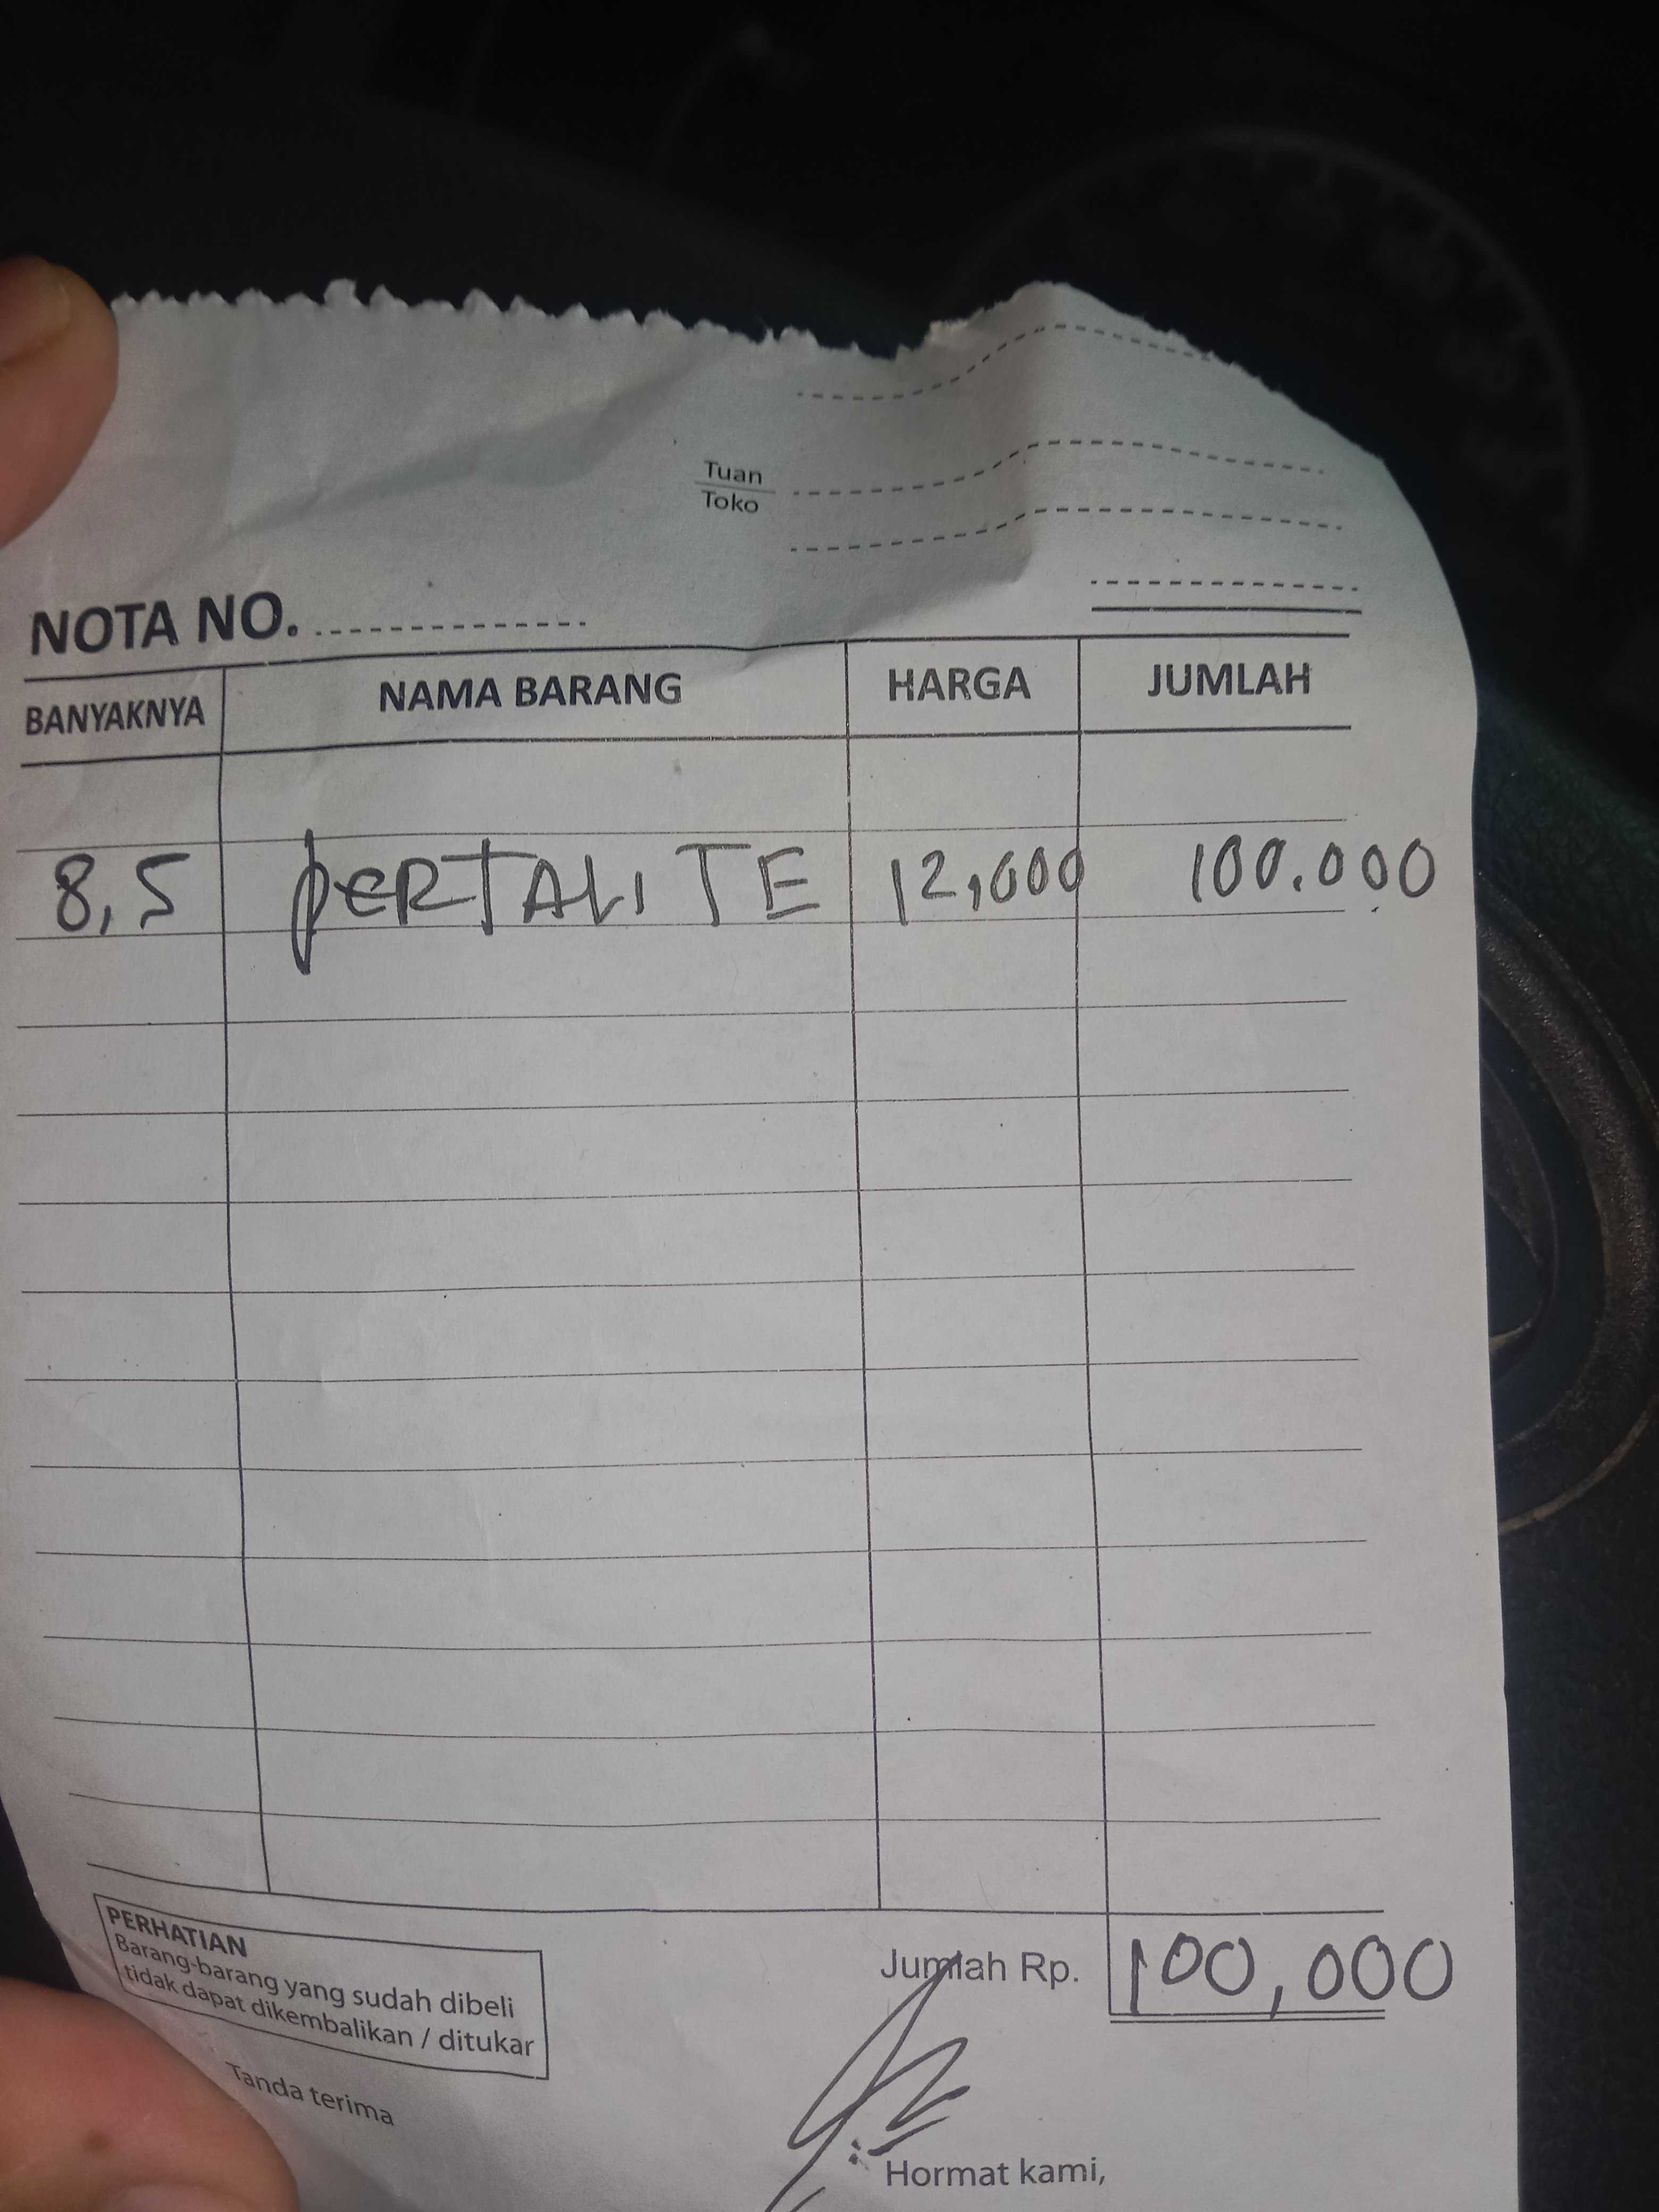 Tuan
Toko
NOTA NO. ..............
BANYAKNYA NAMA BARANG HARGA JUMLAH
8,5 PERTALITE 12,000 100.000
Jumlah Rp. 100,000
PERHATIAN
Barang-barang yang sudah dibeli
tidak dapat dikembalikan / ditukar
Tanda terima
Hormat kami,